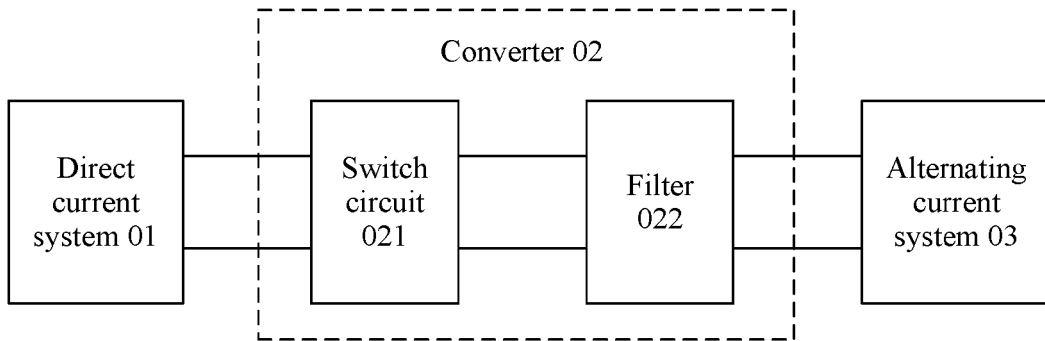 Converter 02
Direct
current
system 01
Switch
circuit
021
Filter
022
Alternating
current
system 03